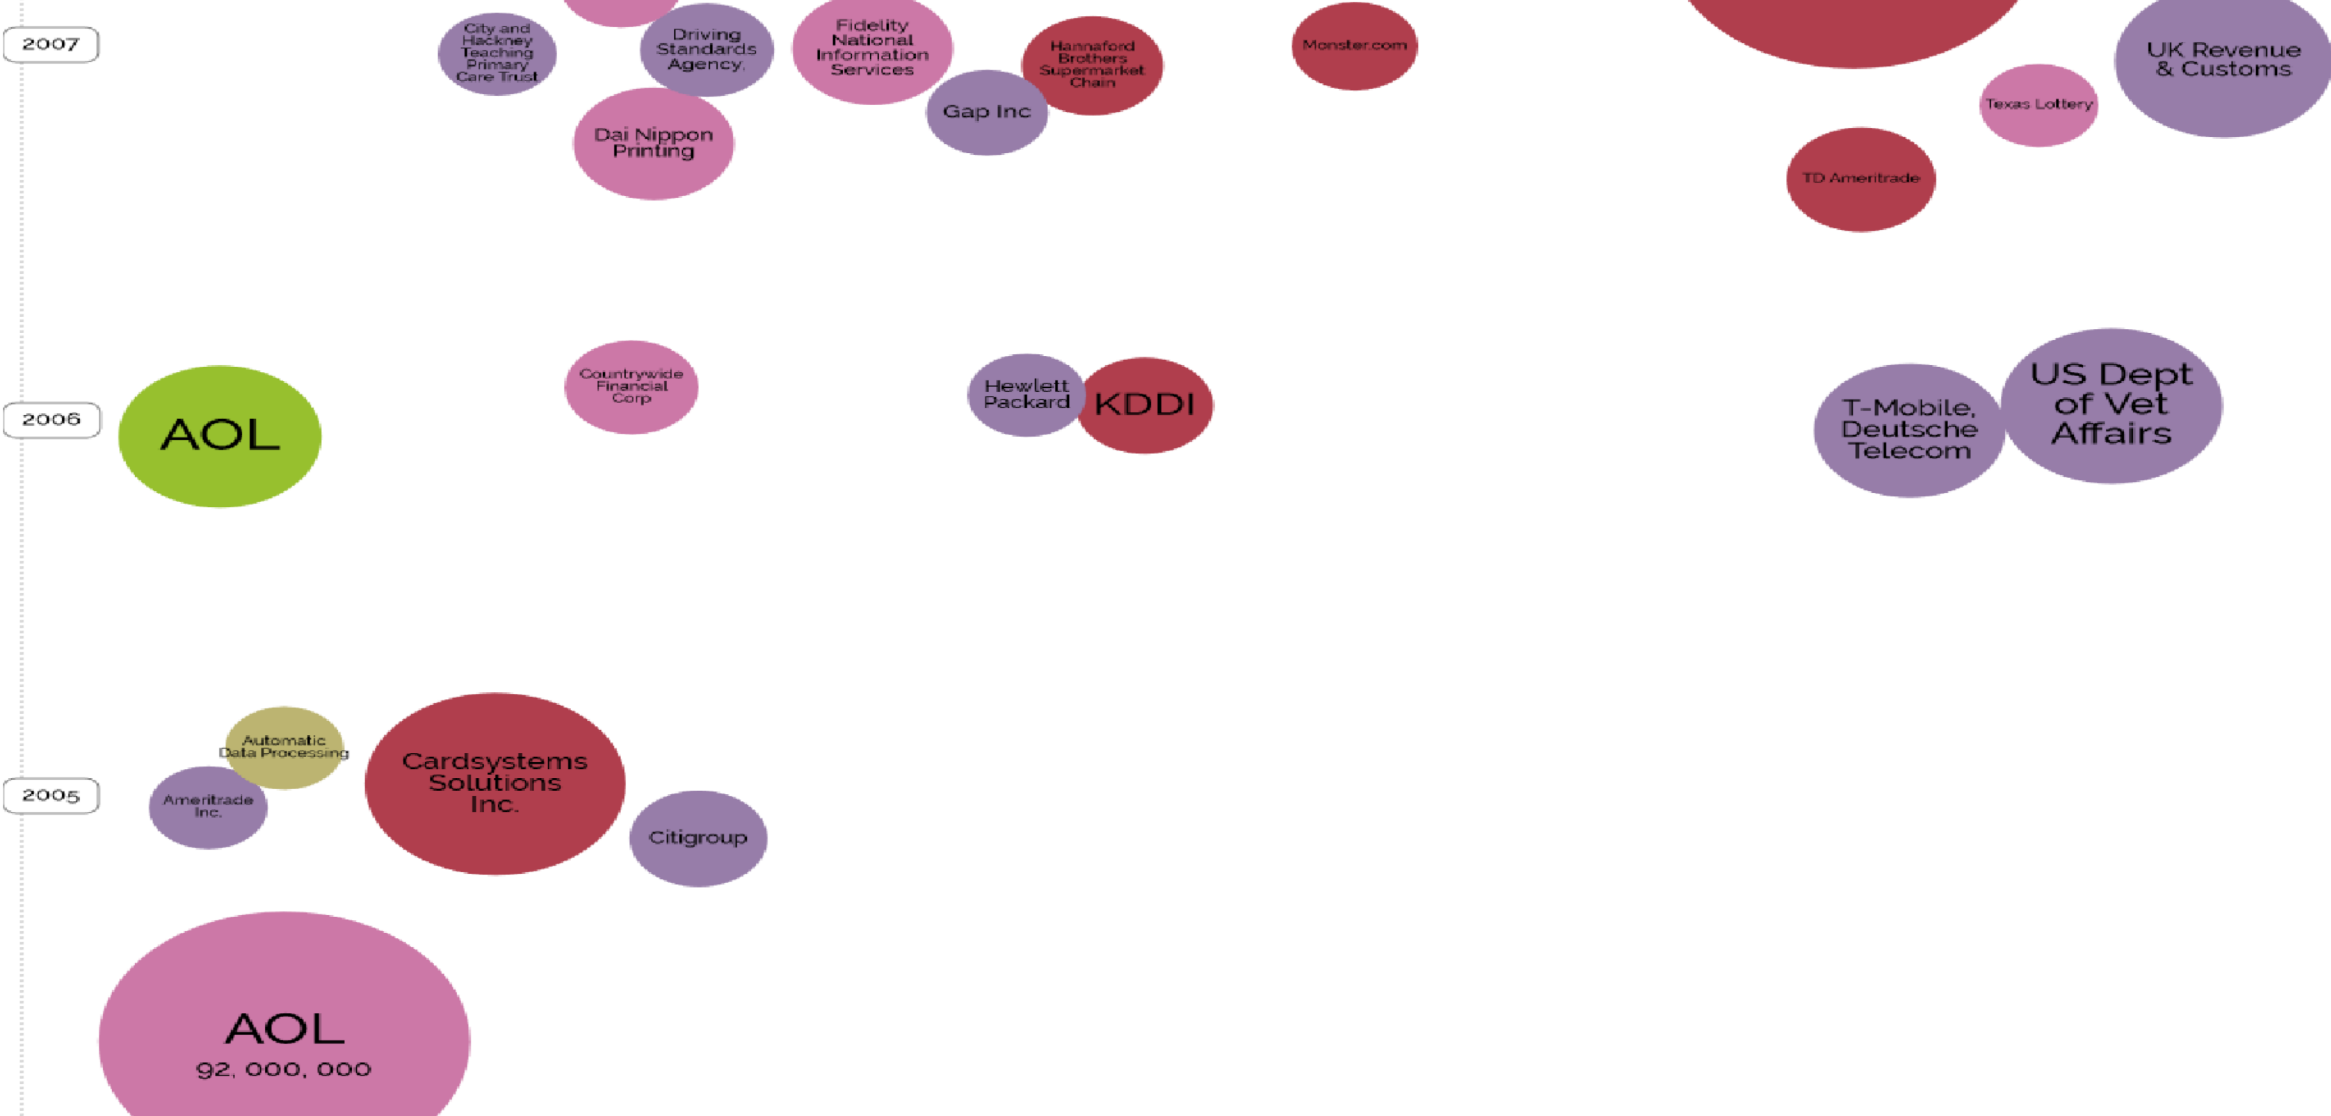 2007
City and
Hackney
Teaching
Primary
Care Trust
Driving
Standards
Agency,
Fidelity
National
Information
Services
Hannaford
Brothers
Supermarket
Chain
Monster.com
UK Revenue
& Customs
Gap Inc
Texas Lottery
Dai Nippon
Printing
TD Ameritrade
2006
AOL
Countrywide
Financial
Corp
Hewlett
Packard
KDDI
T-Mobile,
Deutsche
Telecom
US Dept
of Vet
Affairs
2005
Automatic
Data Processing
Ameritrade
Inc.
Cardsystems
Solutions
Inc.
Citigroup
AOL
92, 000, 000